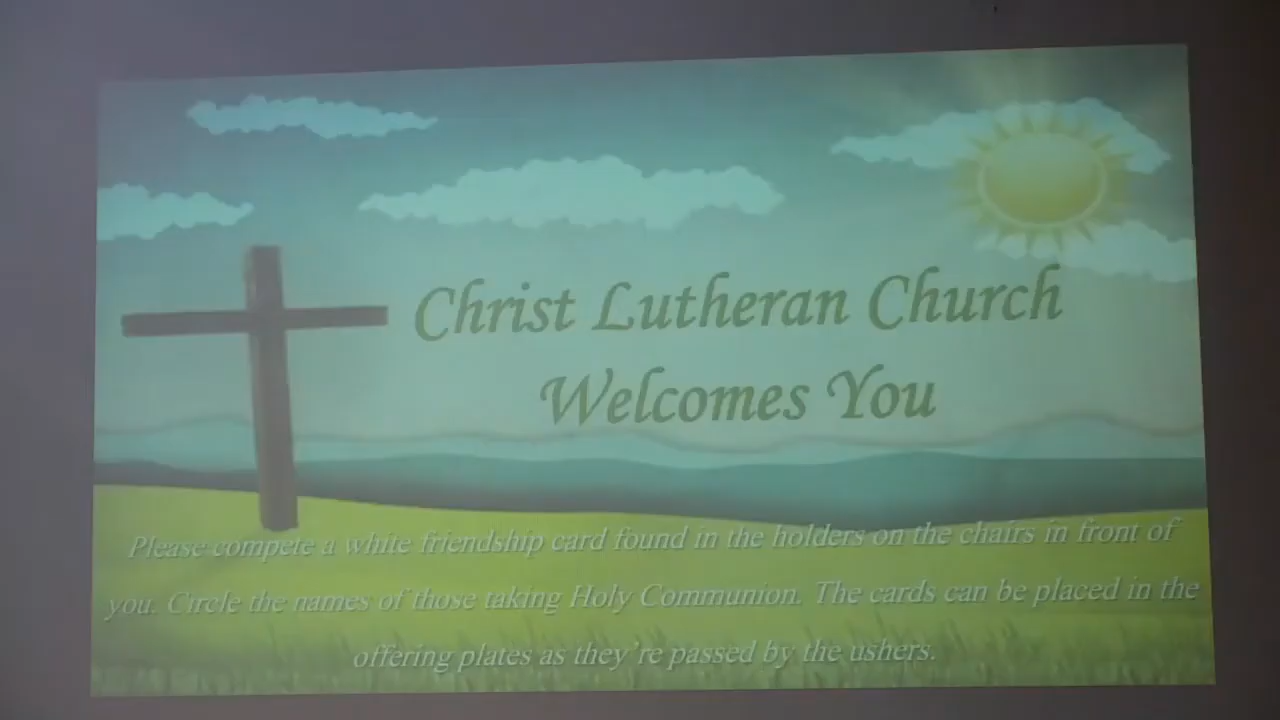 Christ Lutheran Church
Welcomes You
Please compete a white friendship card found in the holders on the chairs in front of
you. Circle the names of those taking Holy Communion. The cards can be placed in the
offering plates as they're passed by the ushers.